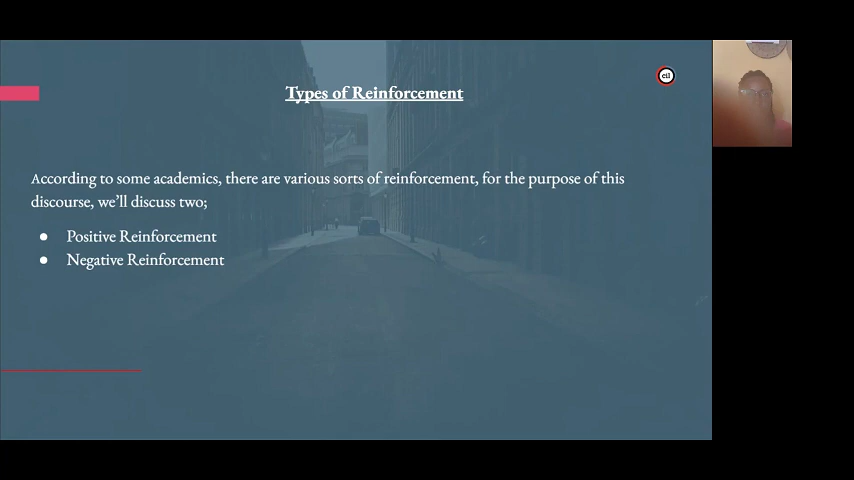 Types of Reinforcement
cil
According to some academics, there are various sorts of reinforcement, for the purpose of this
discourse, we'll discuss two;
● Positive Reinforcement
● Negative Reinforcement